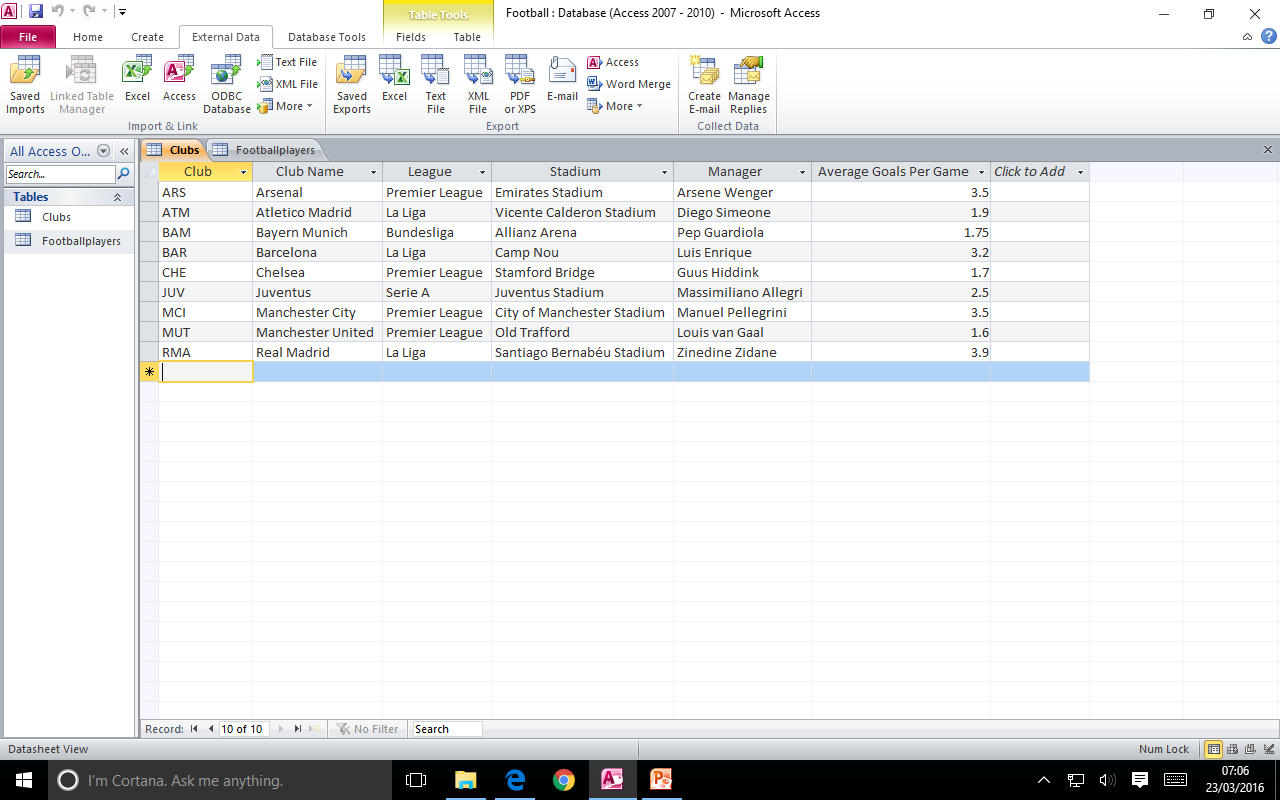 Table Tools
Football : Database (Access 2007 - 2010) - Microsoft Access
File Home Create External Data Database Tools Fields Table
Saved Imports
Linked Table Manager
Excel
Access
ODBC Database
Text File
XML File
More
Import & Link
Saved Exports
Excel
Text File
XML File
PDF or XPS
E-mail
Access
Word Merge
More
Export
Create E-mail
Manage Replies
Collect Data
All Access O...
Search...
Tables
Clubs
Footballplayers
Clubs Footballplayers
Club Club Name League Stadium Manager Average Goals Per Game Click to Add
ARS Arsenal Premier League Emirates Stadium Arsene Wenger 3.5
ATM Atletico Madrid La Liga Vicente Calderon Stadium Diego Simeone 1.9
BAM Bayern Munich Bundesliga Allianz Arena Pep Guardiola 1.75
BAR Barcelona La Liga Camp Nou Luis Enrique 3.2
CHE Chelsea Premier League Stamford Bridge Guus Hiddink 1.7
JUV Juventus Serie A Juventus Stadium Massimiliano Allegri 2.5
MCI Manchester City Premier League City of Manchester Stadium Manuel Pellegrini 3.5
MUT Manchester United Premier League Old Trafford Louis van Gaal 1.6
RMA Real Madrid La Liga Santiago Bernabéu Stadium Zinedine Zidane 3.9
Record: 10 of 10 No Filter Search
Datasheet View Num Lock
I'm Cortana. Ask me anything.
07:06
23/03/2016